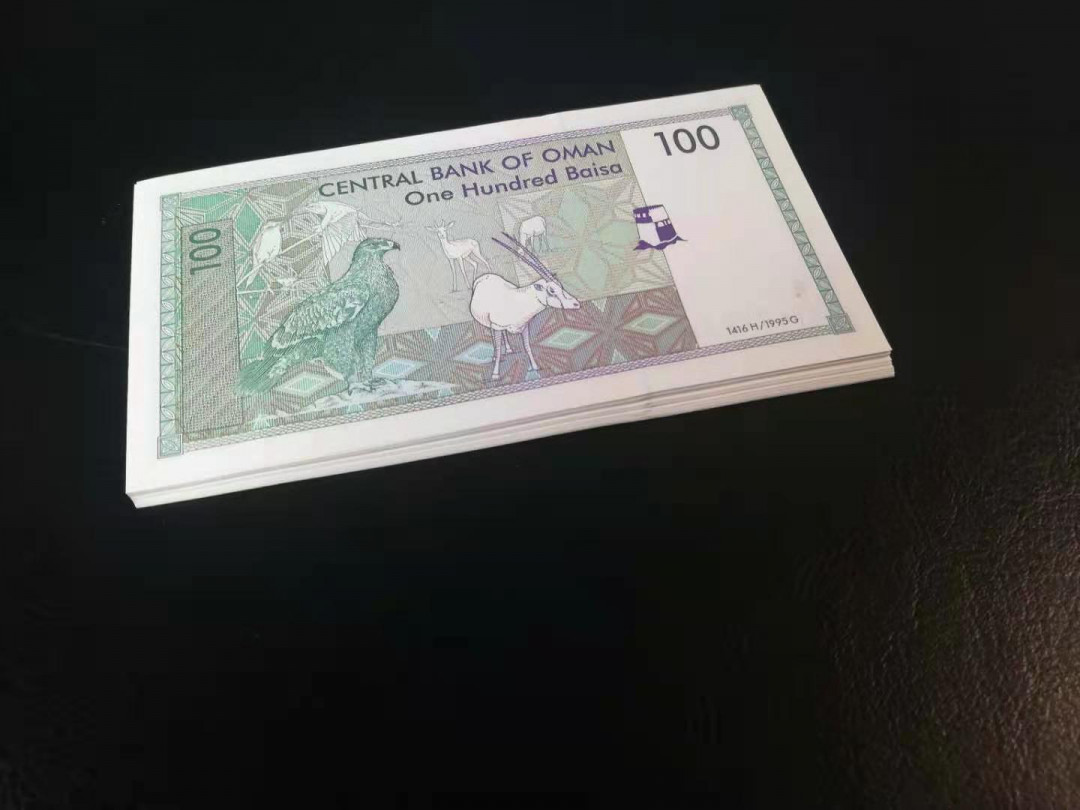 CENTRAL BANK OF OMAN
One Hundred Baisa
100
100
1416 H/1995 G